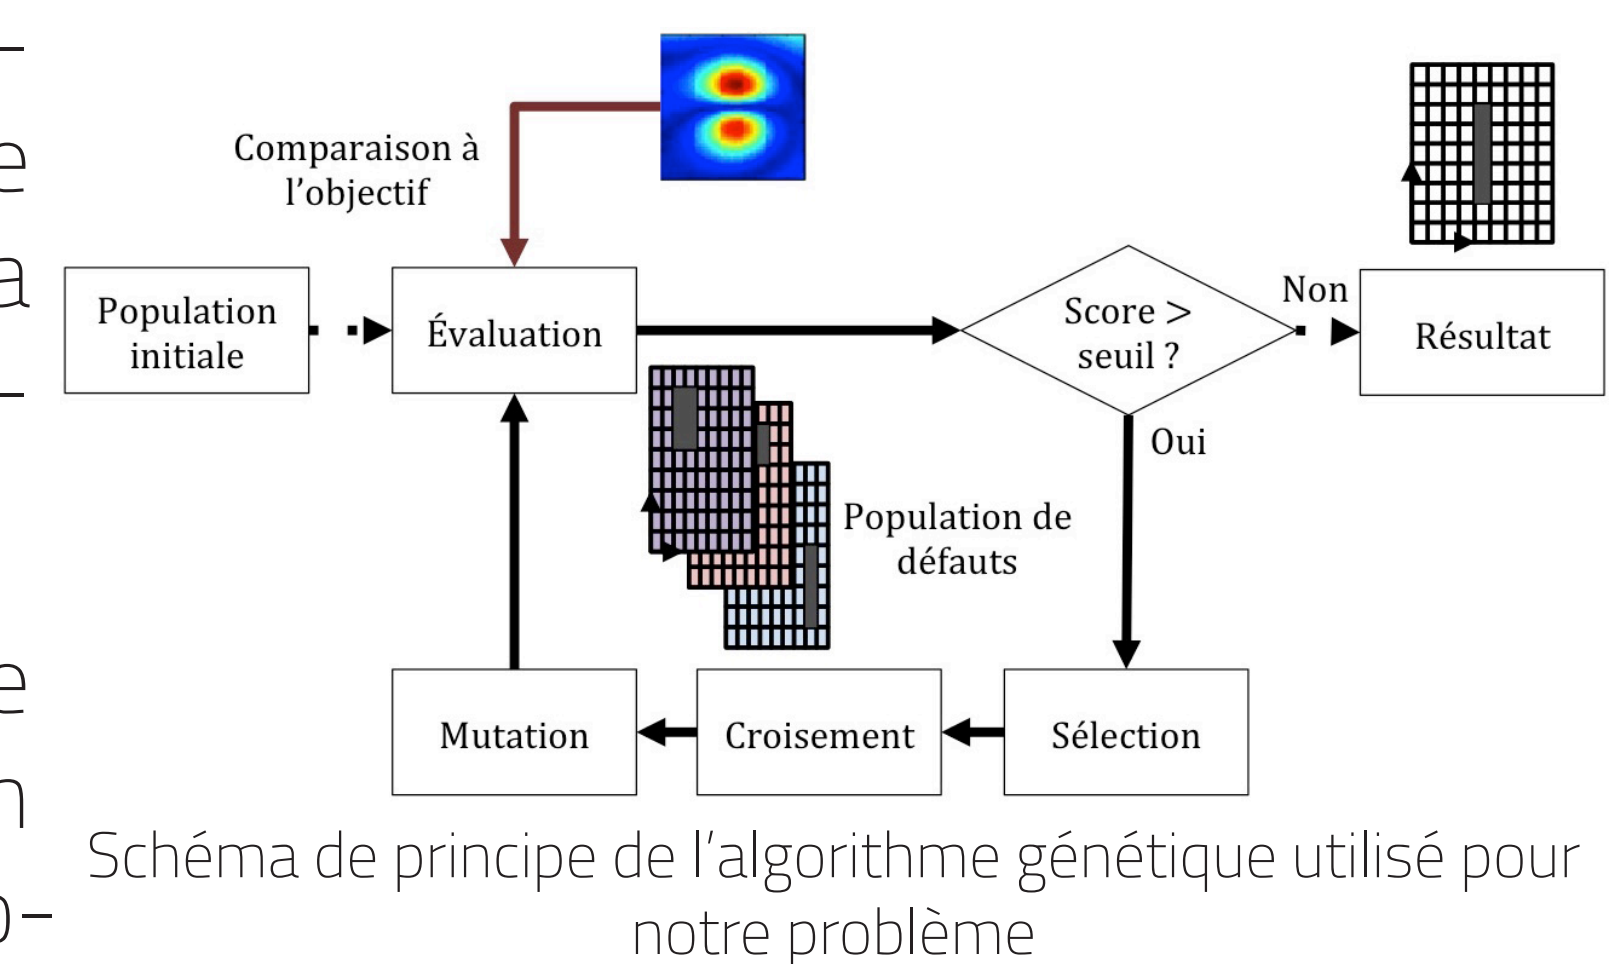 Comparaison à
l'objectif
Population
initiale
Évaluation
Score >
seuil ?
Non
Résultat
Oui
Population de
défauts
Mutation
Croisement
Sélection
Schéma de principe de l'algorithme génétique utilisé pour
notre problème